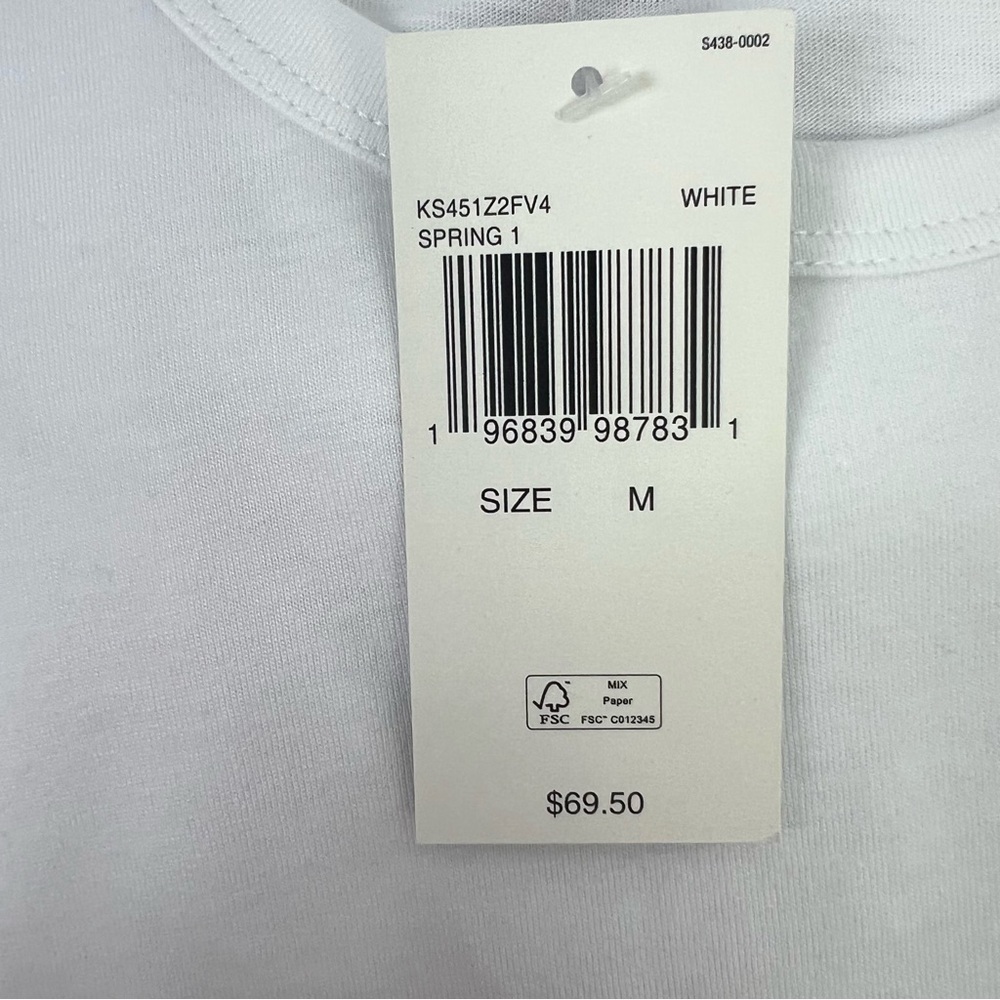 S438-0002
KS451Z2FV4 WHITE
SPRING 1
1 96839 98783 1
SIZE M
MIX
Paper
FSC FSC™ C012345
$69.50